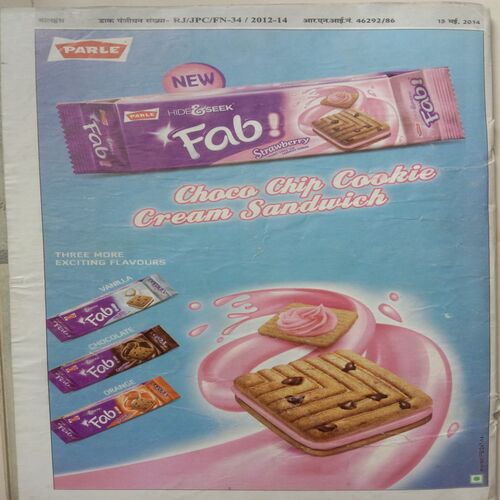 डाक पंजीयन संख्या- RJ/JPC/FN-34 / 2012-14 आर.एन.आई.नं. 46292/86 15 मई, 2014
PARLE
NEW
PARLE HIDE & SEEK
Fab!
Fab!
Fab!
Strawberry
Choco Chip Cookie
Cream Sandwich
THREE MORE
EXCITING FLAVOURS
VANILLA
Fab!
CHOCOLATE
Fab!
ORANGE
Fab!